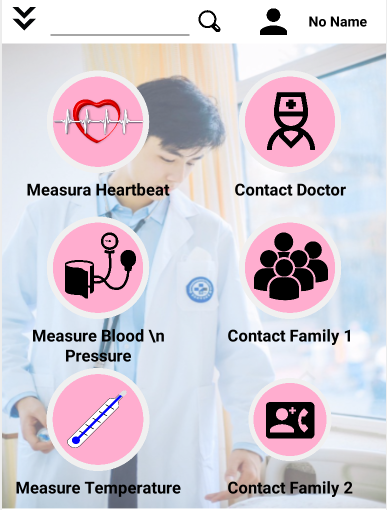 No Name
Measura Heartbeat
Contact Doctor
Measure Blood \n
Pressure
Contact Family 1
Measure Temperature
Contact Family 2